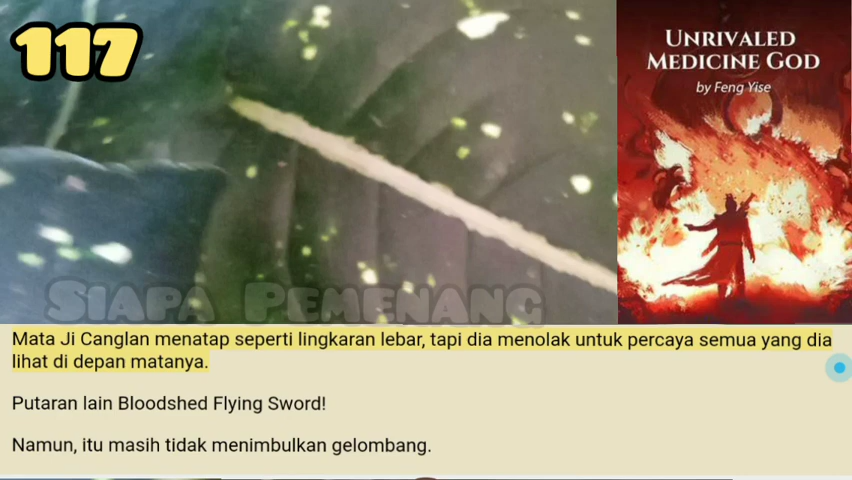 117
UNRIVALED
MEDICINE GOD
by Feng Yise
SIAPA PEMENANG
Mata Ji Canglan menatap seperti lingkaran lebar, tapi dia menolak untuk percaya semua yang dia
lihat di depan matanya.
Putaran lain Bloodshed Flying Sword!
Namun, itu masih tidak menimbulkan gelombang.